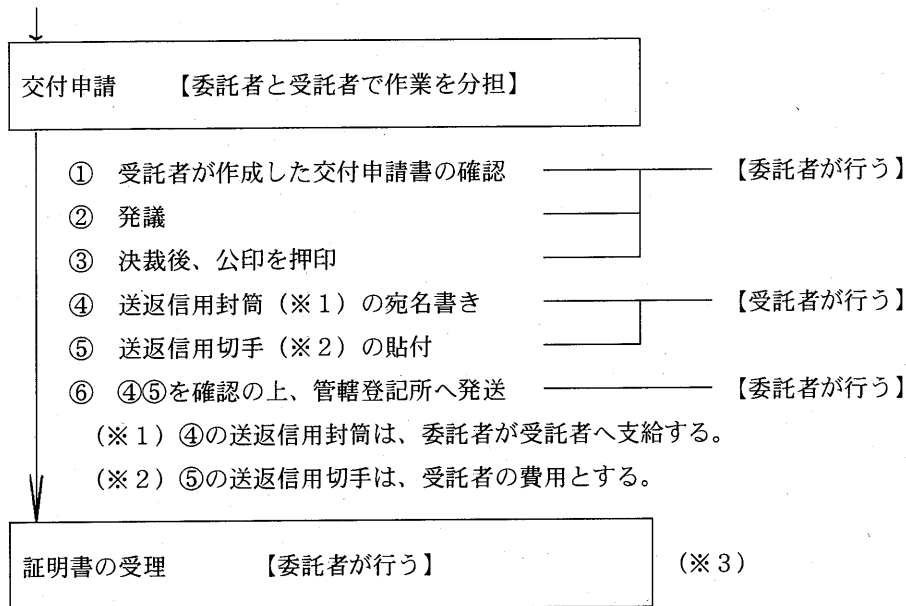 交付申請 【委託者と受託者で作業を分担】
① 受託者が作成した交付申請書の確認 【委託者が行う】
② 発議
③ 決裁後、公印を押印
④ 送返信用封筒(※1)の宛名書き 【受託者が行う】
⑤ 送返信用切手(※2)の貼付
⑥ ④⑤を確認の上、管轄登記所へ発送 【委託者が行う】
(※1)④の送返信用封筒は、委託者が受託者へ支給する。
(※2)⑤の送返信用切手は、受託者の費用とする。
証明書の受理 【委託者が行う】 (※3)